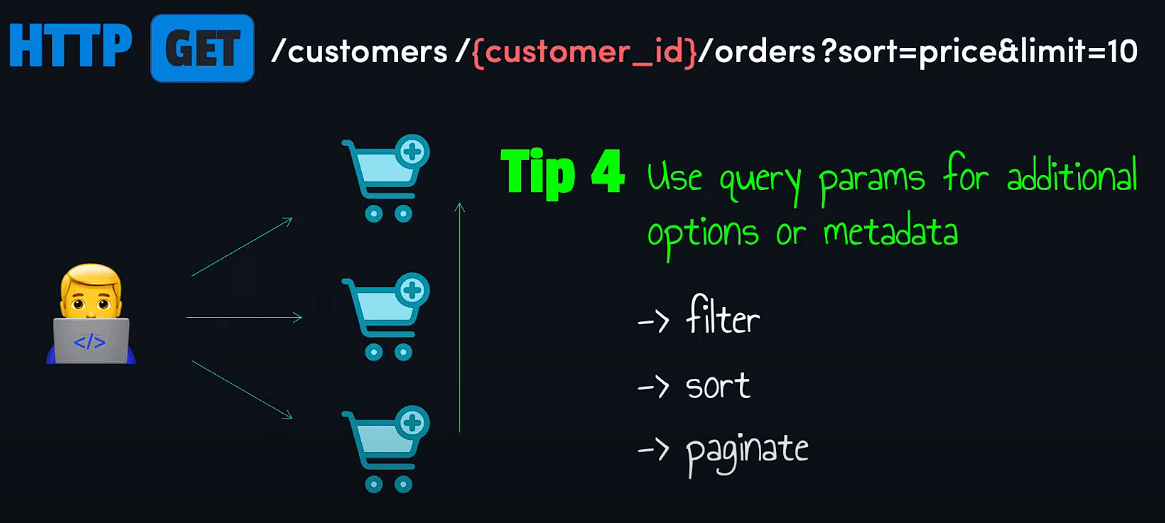 HTTP GET /customers/{customer_id}/orders?sort=price&limit=10
Tip 4 Use query params for additional
options or metadata
-> filter
-> sort
-> paginate
</>